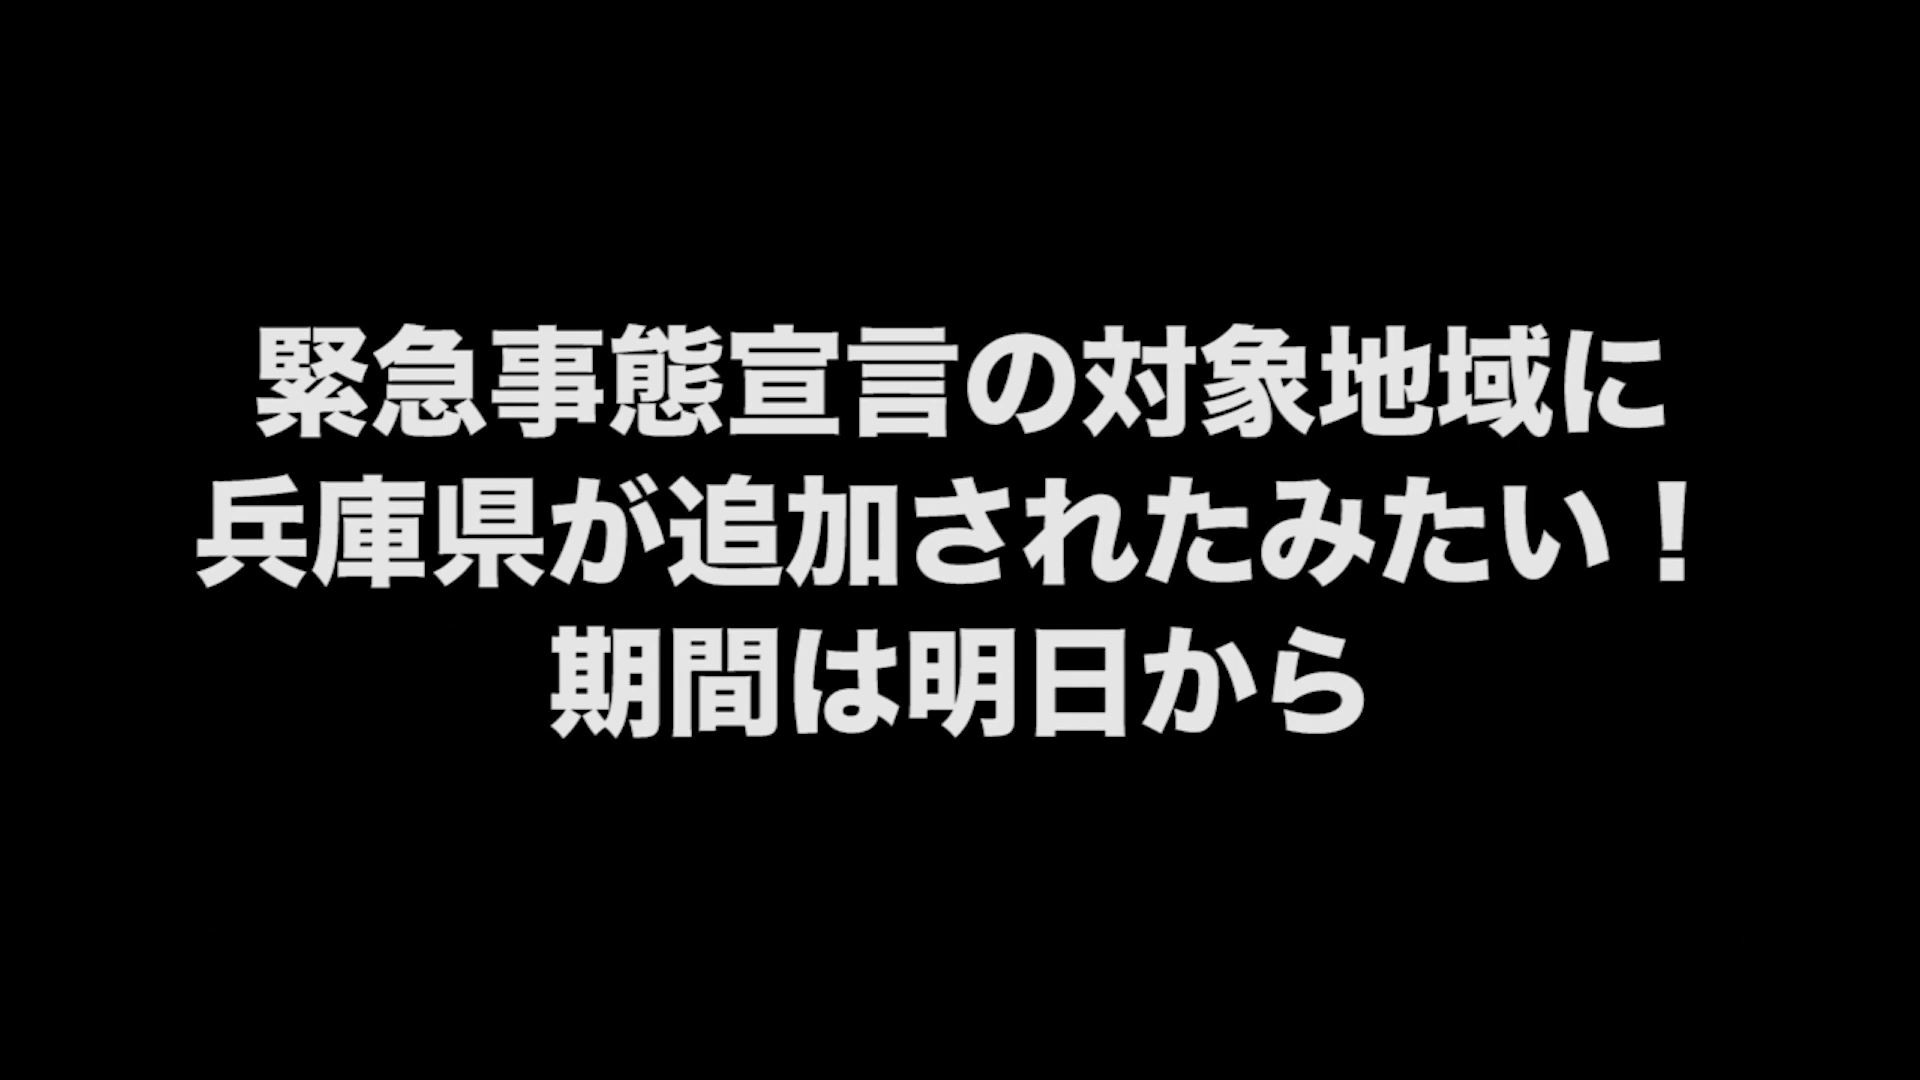 緊急事態宣言の対象地域に
兵庫県が追加されたみたい！
期間は明日から